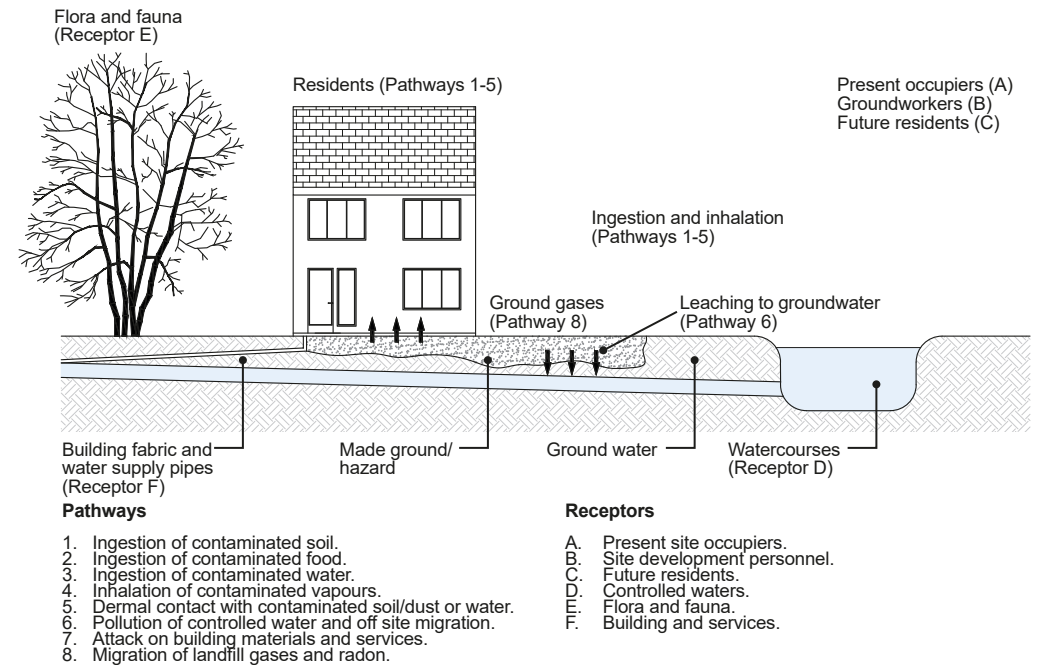 Flora and fauna
(Receptor E)
Residents (Pathways 1-5)
Present occupiers (A)
Groundworkers (B)
Future residents (C)
Ingestion and inhalation
(Pathways 1-5)
Ground gases
(Pathway 8)
Leaching to groundwater
(Pathway 6)
Building fabric and
water supply pipes
(Receptor F)
Made ground/
hazard
Ground water
Watercourses
(Receptor D)
Pathways
1. Ingestion of contaminated soil.
2. Ingestion of contaminated food.
3. Ingestion of contaminated water.
4. Inhalation of contaminated vapours.
5. Dermal contact with contaminated soil/dust or water.
6. Pollution of controlled water and off site migration.
7. Attack on building materials and services.
8. Migration of landfill gases and radon.
Receptors
A. Present site occupiers.
B. Site development personnel.
C. Future residents.
D. Controlled waters.
E. Flora and fauna.
F. Building and services.